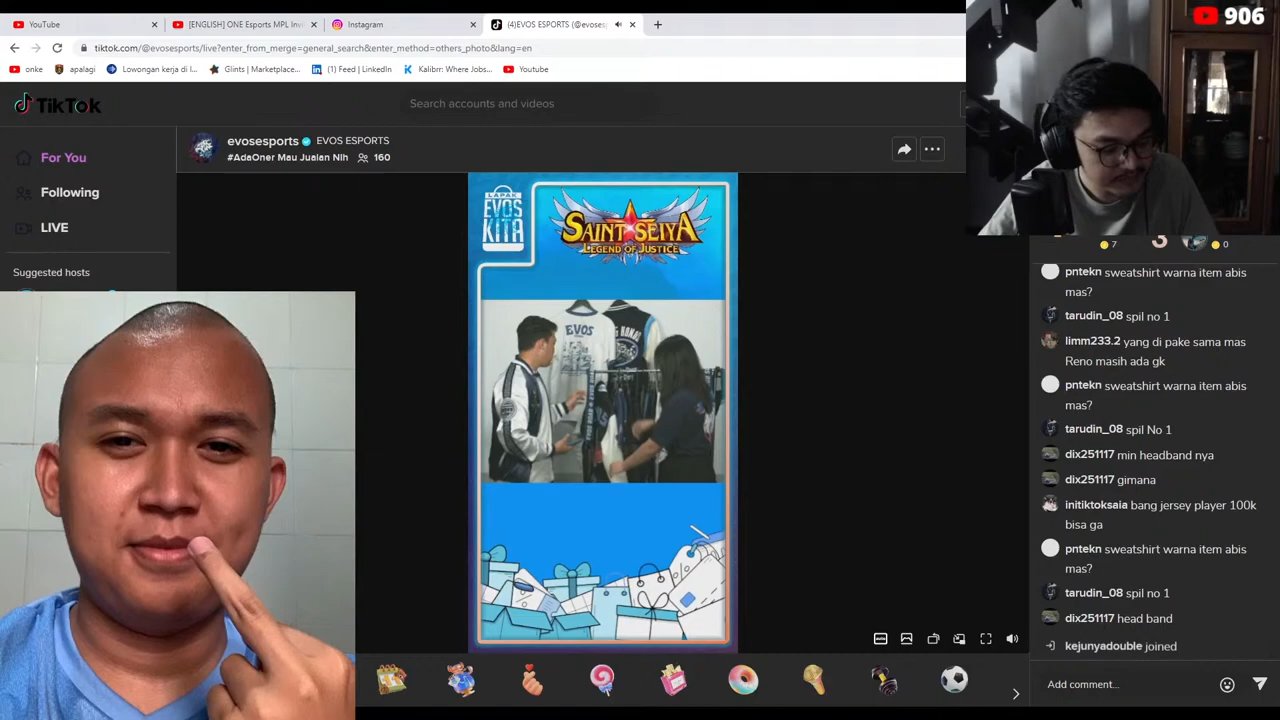 YouTube
[ENGLISH] ONE Esports MPL Invi
Instagram
(4)EVOS ESPORTS (@evoses
906
tiktok.com/@evosesports/live?enter_from_merge=general_search&enter_method=others_photo&lang=en
onke
apalagi
Lowongan kerja di I...
Glints | Marketplace...
(1) Feed | LinkedIn
Kalibrr: Where Jobs...
Youtube
TikTok
Search accounts and videos
evosesports EVOS ESPORTS
#AdaOner Mau Jualan Nih 160
For You
Following
LIVE
Suggested hosts
LAPAK
EVOS
KITA
SAINT SEIYA
LEGEND OF JUSTICE
EVOS
7
3
0
pntekn sweatshirt warna item abis
mas?
tarudin_08 spil no 1
limm233.2 yang di pake sama mas
Reno masih ada gk
pntekn sweatshirt warna item abis
mas?
tarudin_08 spil No 1
dix251117 min headband nya
dix251117 gimana
initiktoksaia bang jersey player 100k
bisa ga
pntekn sweatshirt warna item abis
mas?
tarudin_08 spil no 1
dix251117 head band
kejunyadouble joined
Add comment...